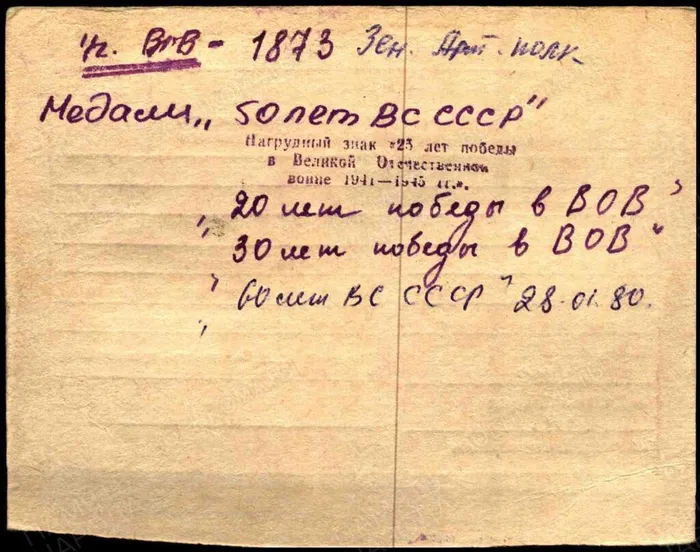 Уч. ВОВ - 1873 Зен. Арт. полк
Медали „50 лет ВС СССР"
Нагрудный знак «25 лет победы
в Великой Отечественной
войне 1941—1945 гг.».
„20 лет победы в ВОВ"
„30 лет победы в ВОВ"
„60 лет ВС СССР" 28.01.80.